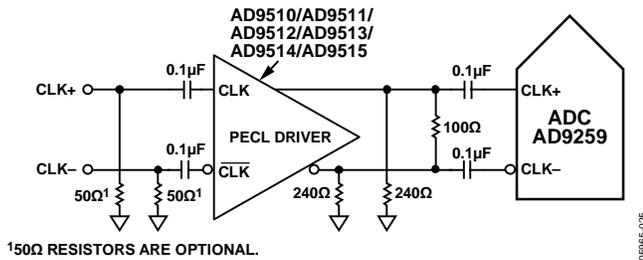 AD9510/AD9511/
AD9512/AD9513/
AD9514/AD9515
CLK+
0.1µF
CLK
0.1µF
CLK+
ADC
AD9259
100Ω
PECL DRIVER
CLK–
0.1µF
CLK
0.1µF
CLK–
50Ω¹
50Ω¹
240Ω
240Ω
¹50Ω RESISTORS ARE OPTIONAL.